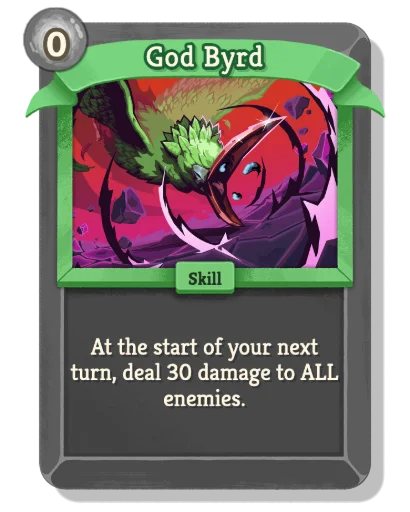 0
God Byrd
Skill
At the start of your next
turn, deal 30 damage to ALL
enemies.